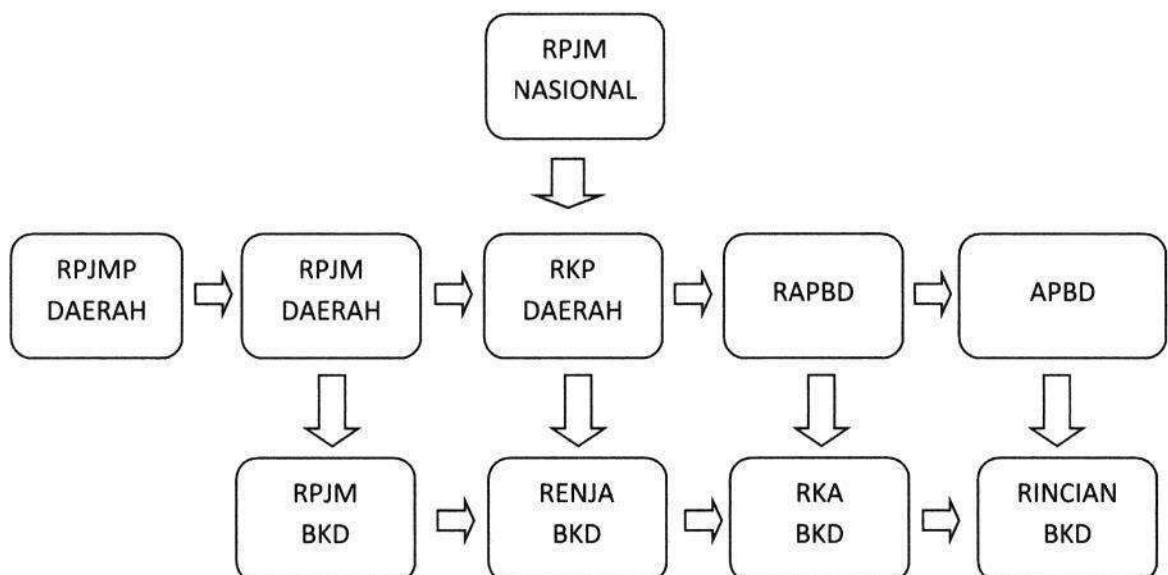 RPJM
NASIONAL
RPJMP
DAERAH
RPJM
DAERAH
RKP
DAERAH
RAPBD
APBD
RPJM
BKD
RENJA
BKD
RKA
BKD
RINCIAN
BKD